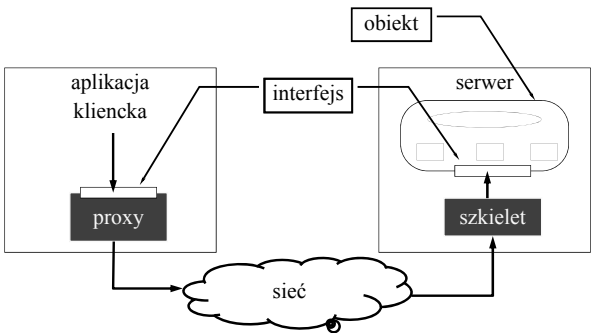 obiekt
aplikacja
kliencka
interfejs
serwer
proxy
szkielet
sieć